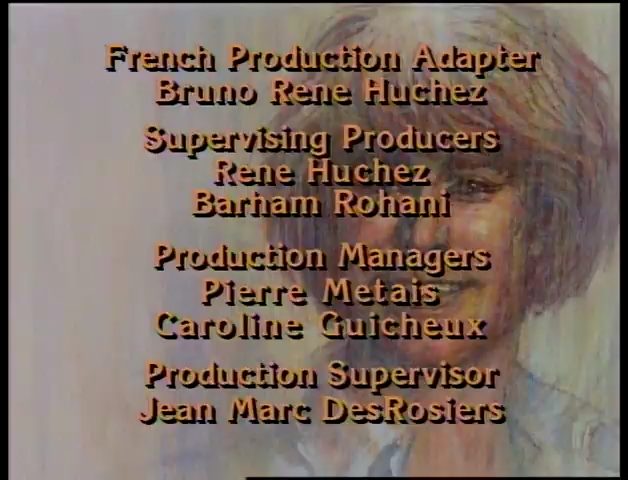 French Production Adapter
Bruno Rene Huchez
Supervising Producers
Rene Huchez
Barham Rohani
Production Managers
Pierre Metais
Caroline Guicheux
Production Supervisor
Jean Marc DesRosiers